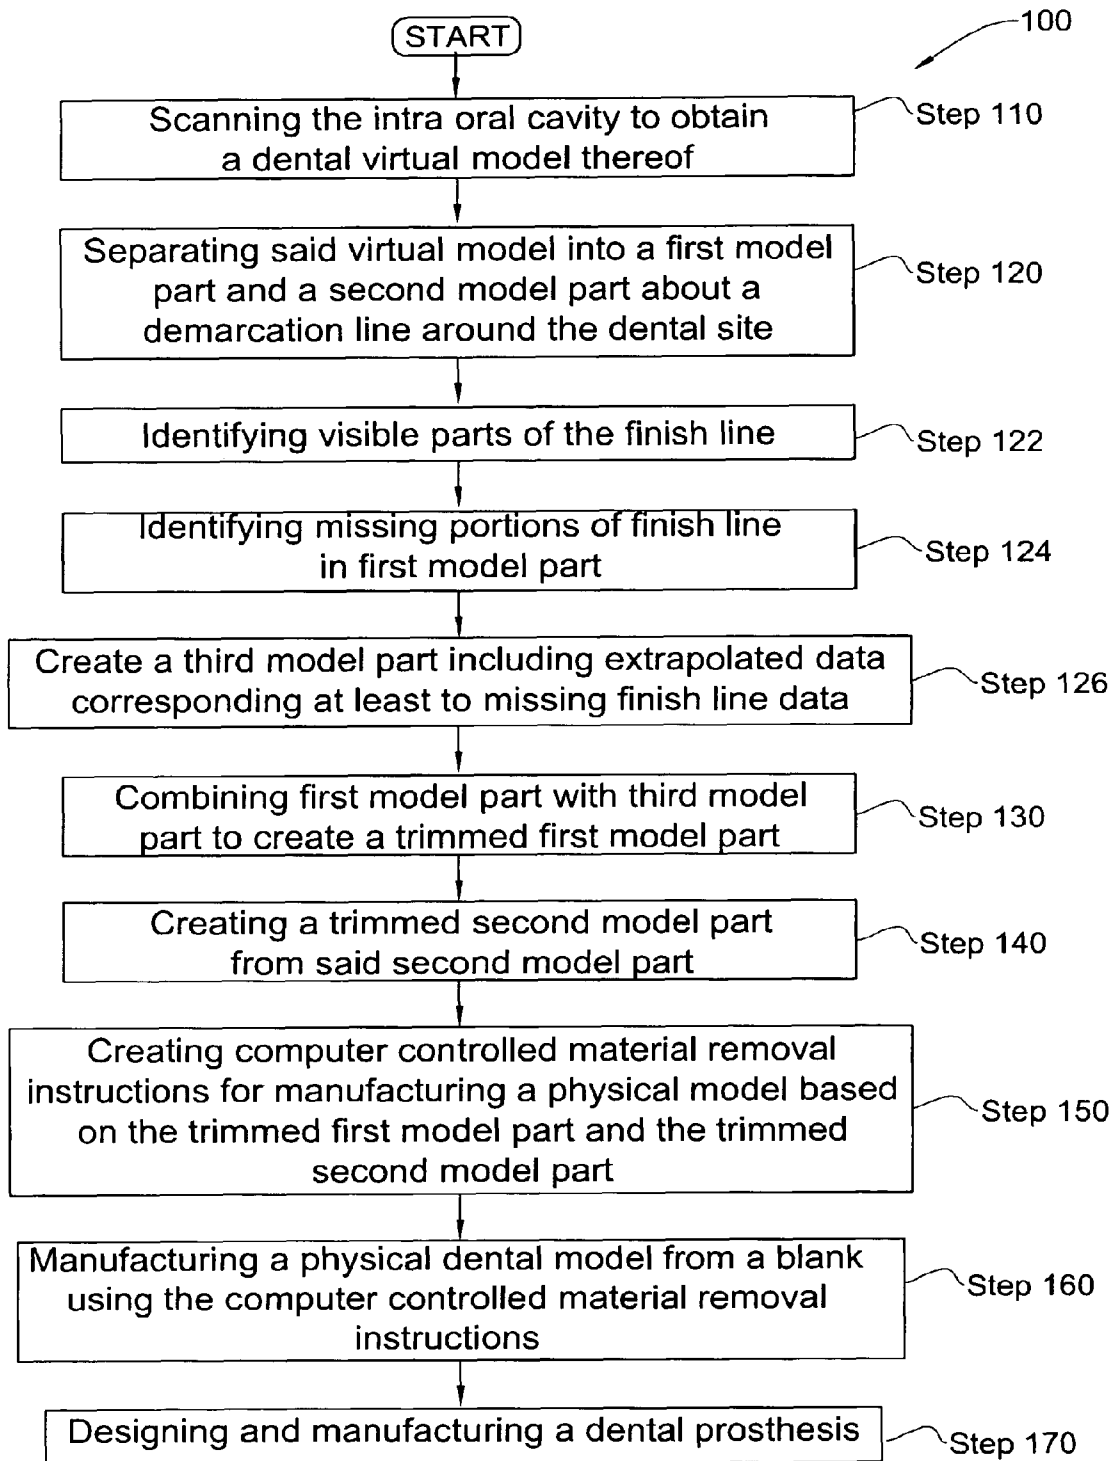 100
START
Scanning the intra oral cavity to obtain
a dental virtual model thereof
Step 110
Separating said virtual model into a first model
part and a second model part about a
demarcation line around the dental site
Step 120
Identifying visible parts of the finish line
Step 122
Identifying missing portions of finish line
in first model part
Step 124
Create a third model part including extrapolated data
corresponding at least to missing finish line data
Step 126
Combining first model part with third model
part to create a trimmed first model part
Step 130
Creating a trimmed second model part
from said second model part
Step 140
Creating computer controlled material removal
instructions for manufacturing a physical model based
on the trimmed first model part and the trimmed
second model part
Step 150
Manufacturing a physical dental model from a blank
using the computer controlled material removal
instructions
Step 160
Designing and manufacturing a dental prosthesis
Step 170